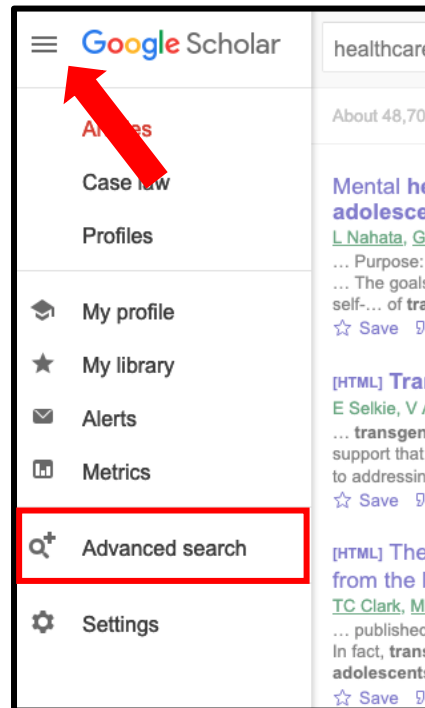 Google Scholar
healthcare
About 48,70
Articles
Case law
Profiles
My profile
My library
Alerts
Metrics
Advanced search
Settings
Mental he
adolesce
L Nahata, G
… Purpose:
… The goals
self-… of tra
Save
[HTML] Trar
E Selkie, V A
… transgen
support that
to addressin
Save
[HTML] The
from the
TC Clark, M
… published
In fact, trans
adolescents
Save